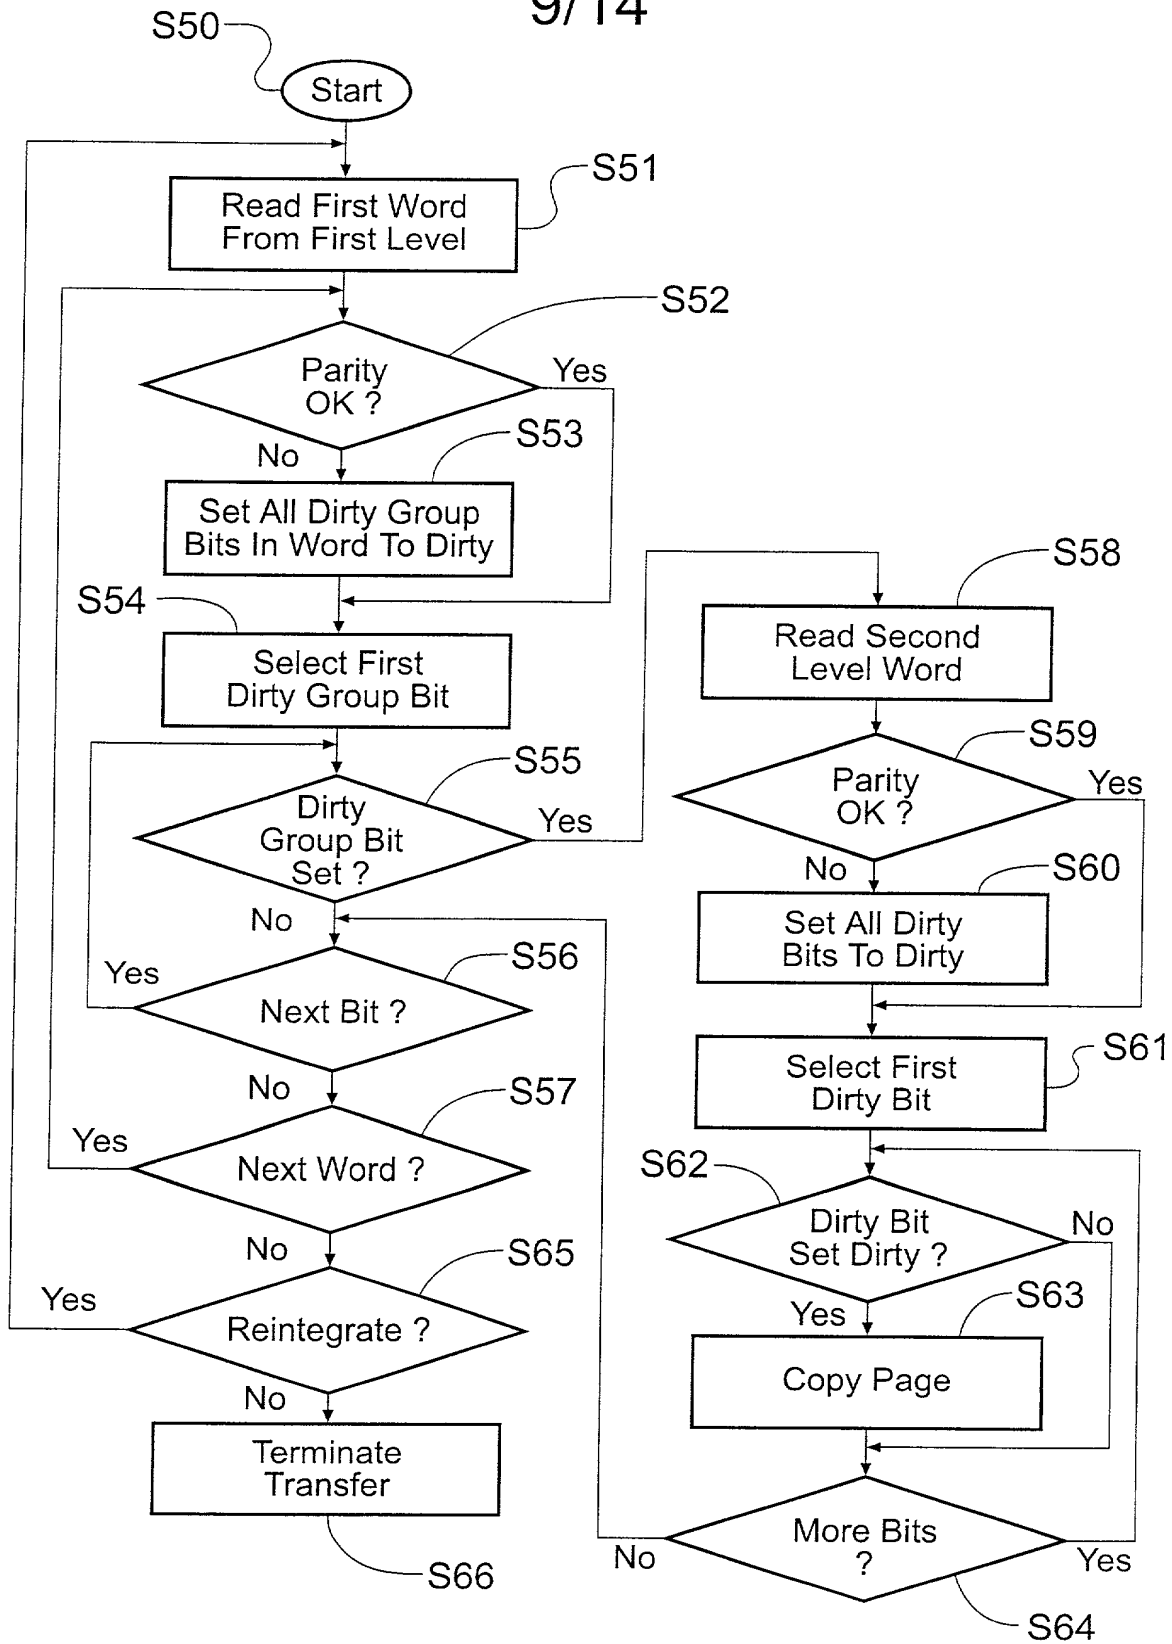 9/14
S50
Start
S51
Read First Word
From First Level
S52
Parity
OK ?
Yes
No
S53
Set All Dirty Group
Bits In Word To Dirty
S54
Select First
Dirty Group Bit
S55
Dirty
Group Bit
Set ?
Yes
No
S56
Next Bit ?
Yes
No
S57
Next Word ?
Yes
No
S65
Reintegrate ?
Yes
No
Terminate
Transfer
S66
S58
Read Second
Level Word
S59
Parity
OK ?
Yes
No
S60
Set All Dirty
Bits To Dirty
S61
Select First
Dirty Bit
S62
Dirty Bit
Set Dirty ?
No
Yes
S63
Copy Page
More Bits
?
No
Yes
S64